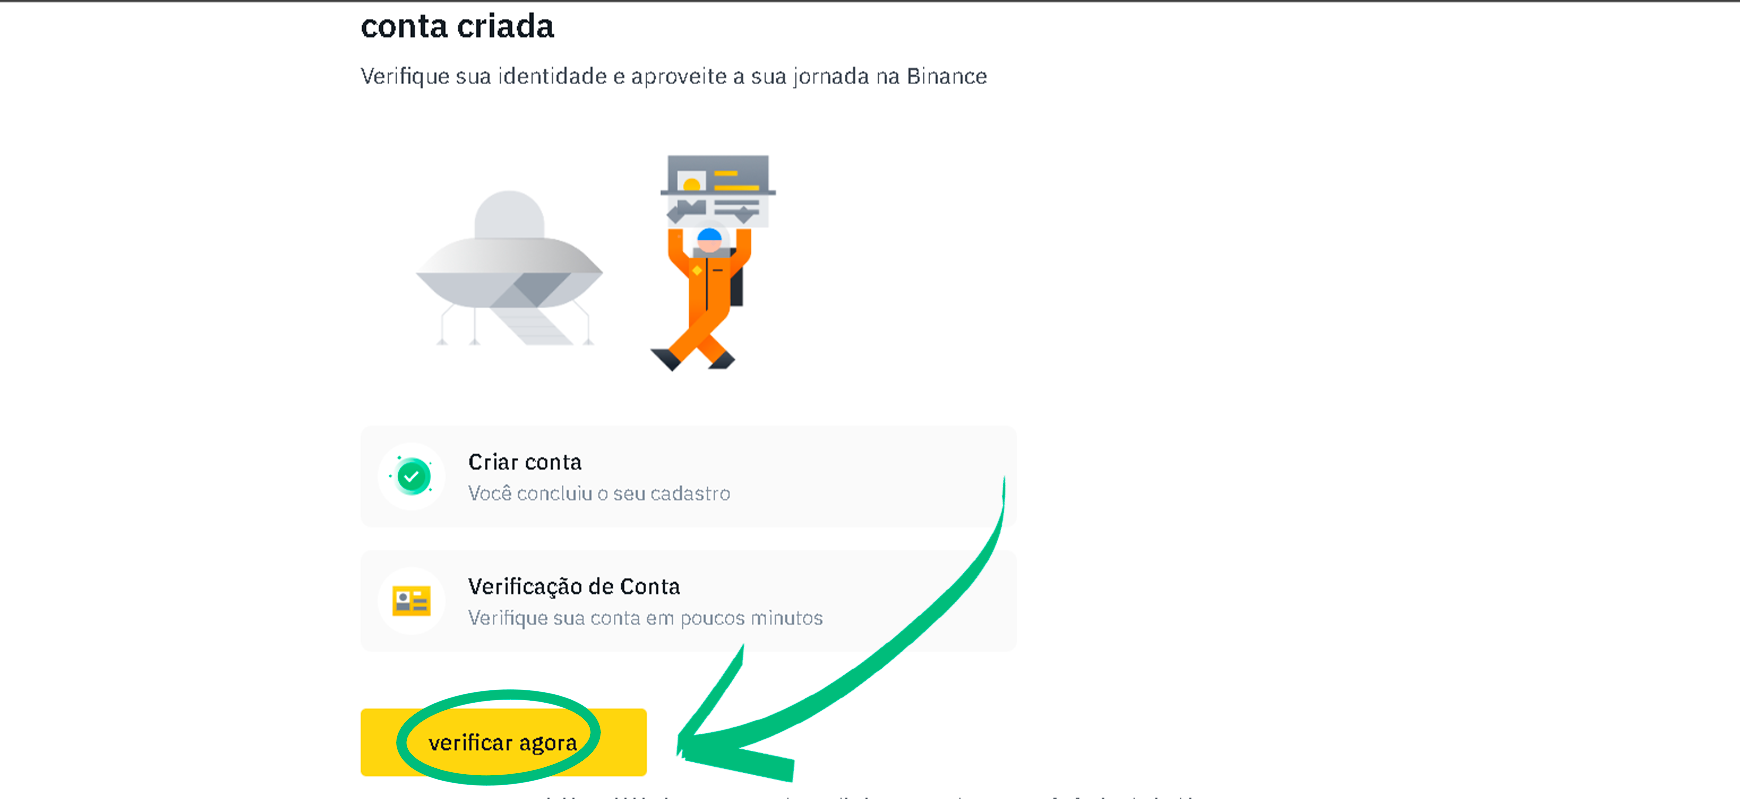 conta criada
Verifique sua identidade e aproveite a sua jornada na Binance
Criar conta
Você concluiu o seu cadastro
Verificação de Conta
Verifique sua conta em poucos minutos
verificar agora